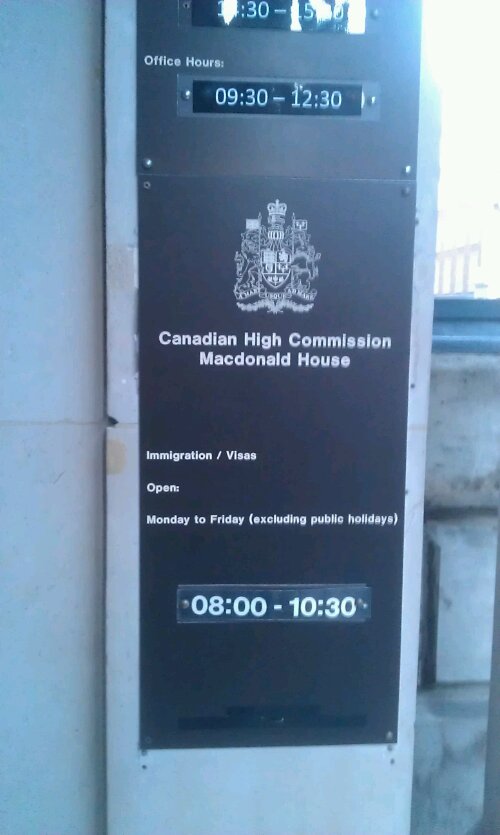 Office Hours:
09:30 – 12:30
Canadian High Commission
Macdonald House
Immigration / Visas
Open:
Monday to Friday (excluding public holidays)
08:00 - 10:30